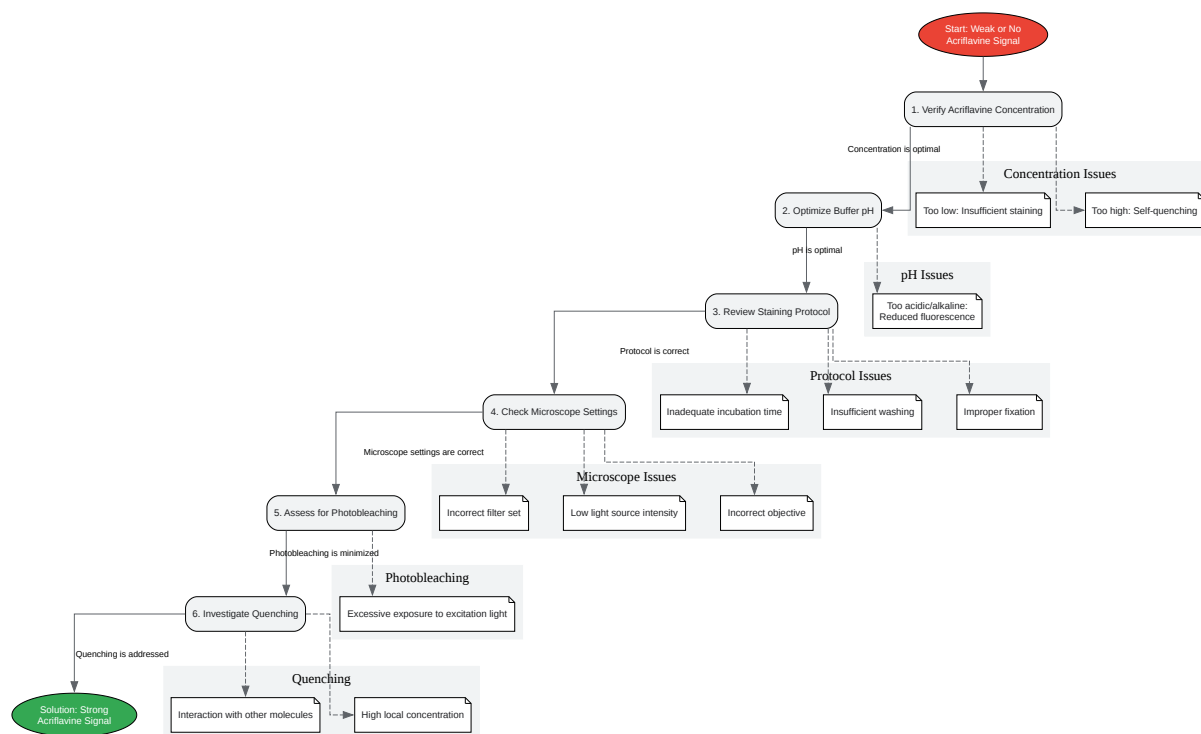 Start: Weak or No
Acriflavine Signal
1. Verify Acriflavine Concentration
Concentration is optimal
Concentration Issues
2. Optimize Buffer pH
Too low: Insufficient staining
Too high: Self-quenching
pH is optimal
pH Issues
3. Review Staining Protocol
Too acidic/alkaline:
Reduced fluorescence
Protocol is correct
Protocol Issues
4. Check Microscope Settings
Inadequate incubation time
Insufficient washing
Improper fixation
Microscope settings are correct
Microscope Issues
5. Assess for Photobleaching
Incorrect filter set
Low light source intensity
Incorrect objective
Photobleaching is minimized
Photobleaching
6. Investigate Quenching
Excessive exposure to excitation light
Quenching is addressed
Quenching
Solution: Strong
Acriflavine Signal
Interaction with other molecules
High local concentration